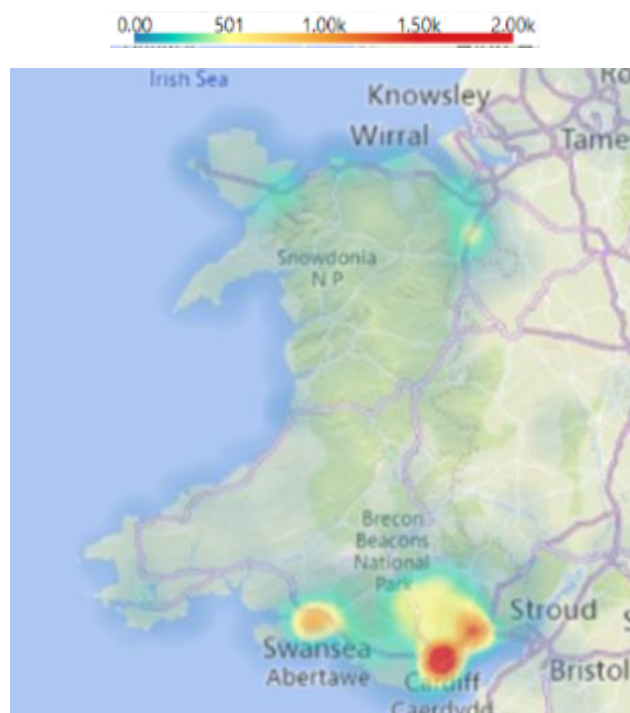 0.00 501 1.00k 1.50k 2.00k
Irish Sea
Knowsley
Wirral
Tame
Snowdonia
N P
Brecon
Beacons
National
Park
Stroud
Swansea
Abertawe
Cardiff
Caerdydd
Bristol